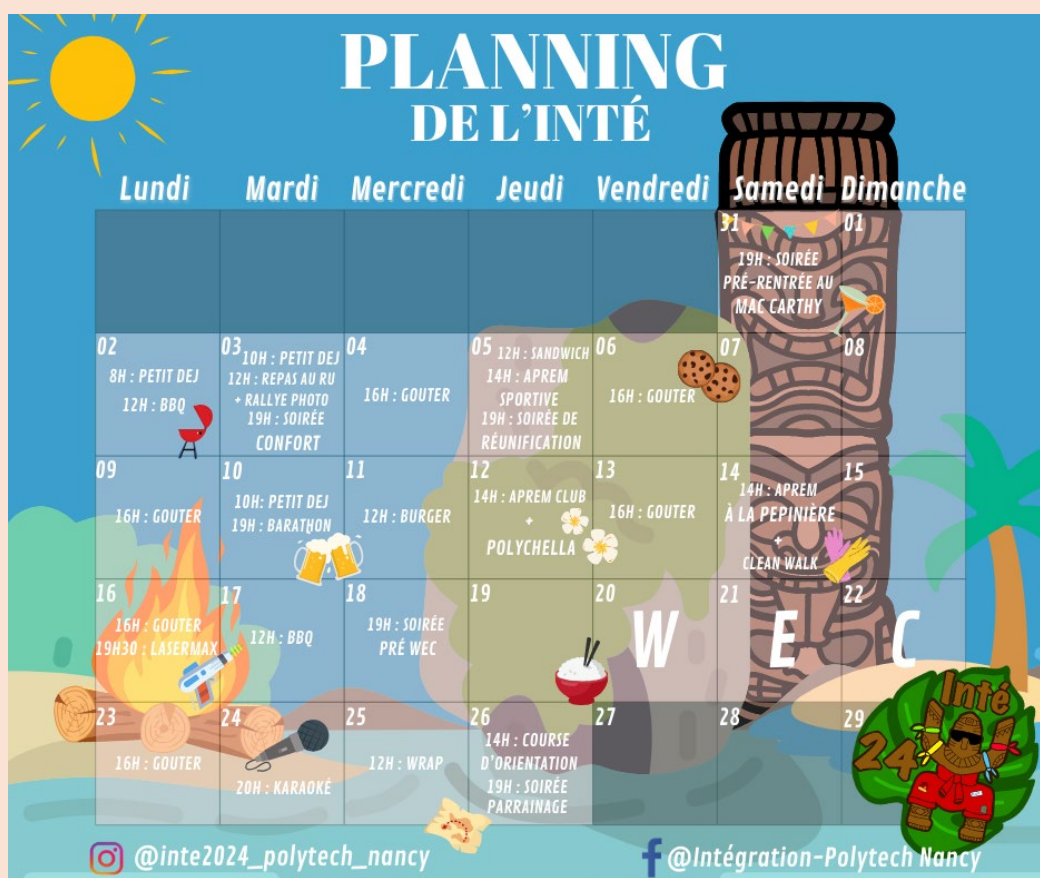 PLANNING
DE L'INTÉ
Lundi Mardi Mercredi Jeudi Vendredi Samedi Dimanche
31
19H : SOIRÉE
PRÉ-RENTRÉE AU
MAC CARTHY
01
02
8H : PETIT DEJ
12H : BBQ
03
10H : PETIT DEJ
12H : REPAS AU RU
+ RALLYE PHOTO
19H : SOIRÉE
CONFORT
04
16H : GOUTER
05
12H : SANDWICH
14H : APREM
SPORTIVE
19H : SOIRÉE DE
RÉUNIFICATION
06
16H : GOUTER
07
08
09
16H : GOUTER
10
10H: PETIT DEJ
19H : BARATHON
11
12H : BURGER
12
14H : APREM CLUB
+
POLYCHELLA
13
16H : GOUTER
14
14H : APREM
À LA PEPINIÈRE
+
CLEAN WALK
15
16
16H : GOUTER
19H30 : LASERMAX
17
12H : BBQ
18
19H : SOIRÉE
PRÉ WEC
19
20
W
21
E
22
C
23
16H : GOUTER
24
20H : KARAOKÉ
25
12H : WRAP
26
14H : COURSE
D'ORIENTATION
19H : SOIRÉE
PARRAINAGE
27
28
29
Inté
24
@inte2024_polytech_nancy
@Intégration-Polytech Nancy